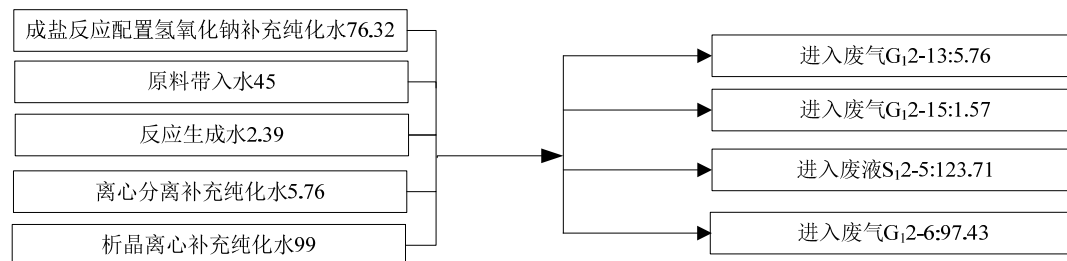 成盐反应配置氢氧化钠补充纯化水76.32
原料带入水45
反应生成水2.39
离心分离补充纯化水5.76
析晶离心补充纯化水99
进入废气G₁2-13:5.76
进入废气G₁2-15:1.57
进入废液S₁2-5:123.71
进入废气G₁2-6:97.43